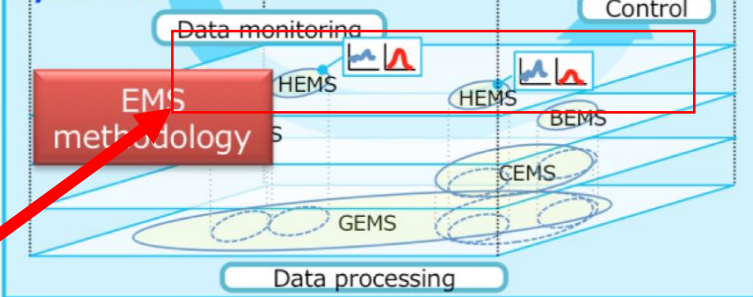 Control
Data monitoring
HEMS
HEMS
EMS
methodology
S
BEMS
CEMS
GEMS
Data processing